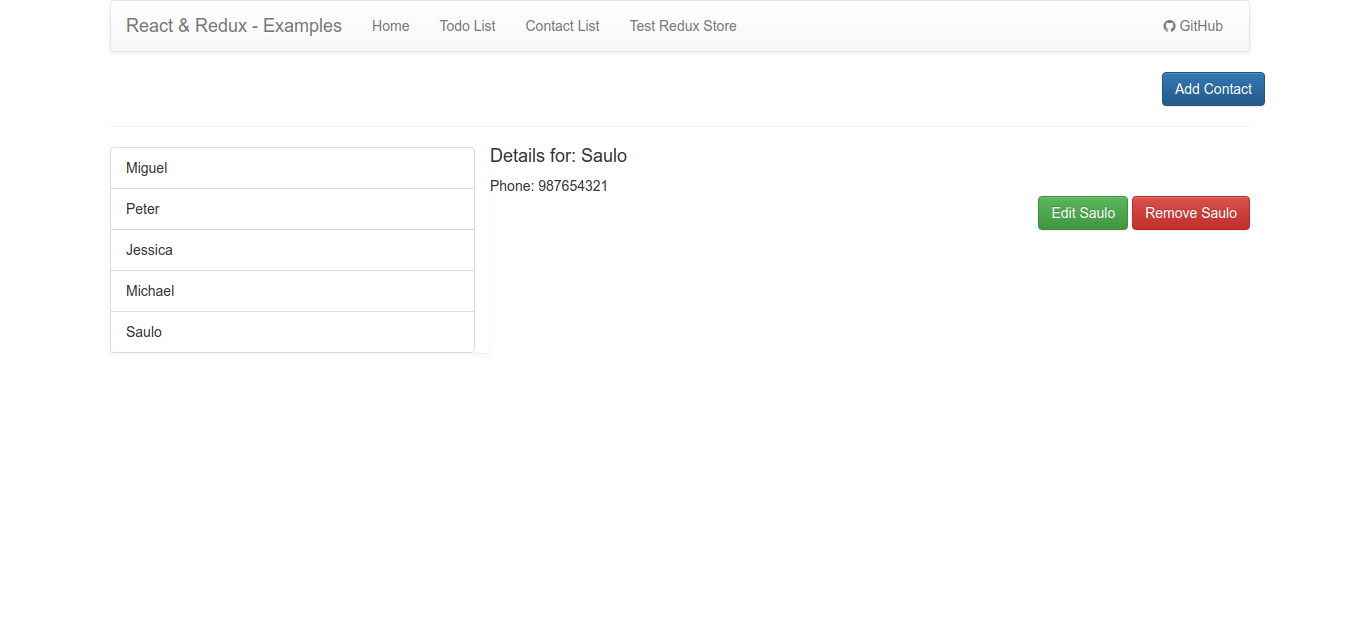 React & Redux - Examples Home Todo List Contact List Test Redux Store GitHub
Add Contact
Miguel
Peter
Jessica
Michael
Saulo
Details for: Saulo
Phone: 987654321
Edit Saulo Remove Saulo